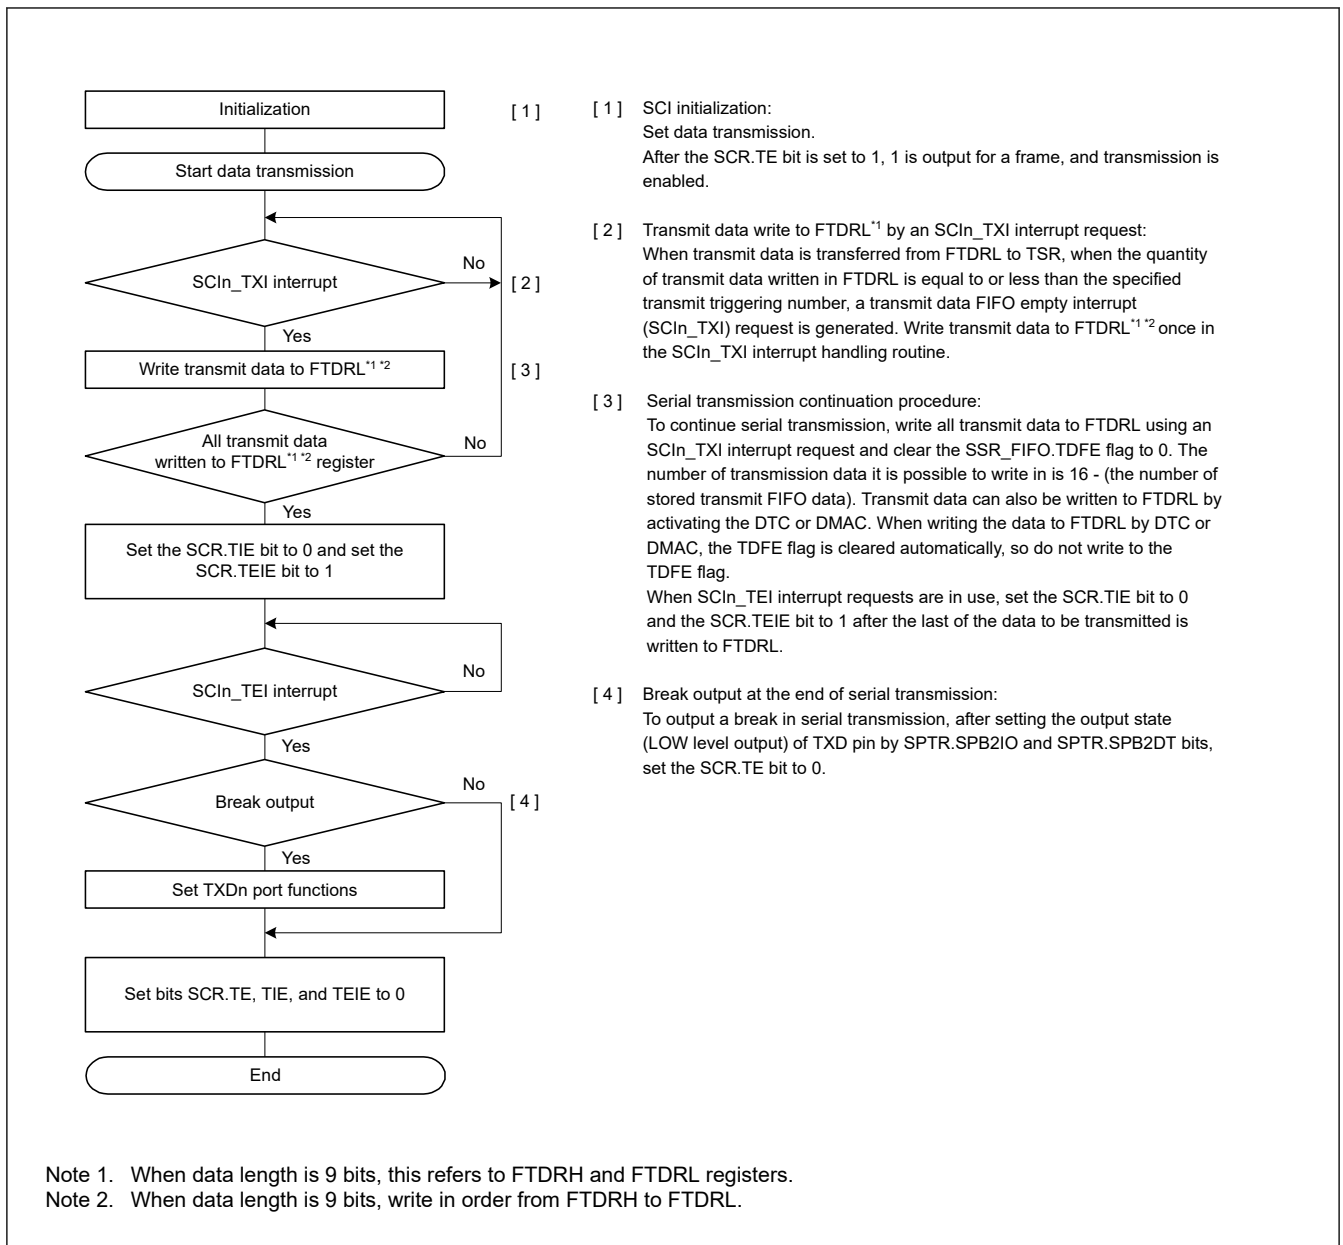 Initialization
[ 1 ]
Start data transmission
SCIn_TXI interrupt
No
[ 2 ]
Yes
Write transmit data to FTDRL*1 *2
[ 3 ]
All transmit data
written to FTDRL*1 *2 register
No
Yes
Set the SCR.TIE bit to 0 and set the
SCR.TEIE bit to 1
SCIn_TEI interrupt
No
Yes
Break output
No
[ 4 ]
Yes
Set TXDn port functions
Set bits SCR.TE, TIE, and TEIE to 0
End
[ 1 ] SCI initialization:
Set data transmission.
After the SCR.TE bit is set to 1, 1 is output for a frame, and transmission is
enabled.
[ 2 ] Transmit data write to FTDRL*1 by an SCIn_TXI interrupt request:
When transmit data is transferred from FTDRL to TSR, when the quantity
of transmit data written in FTDRL is equal to or less than the specified
transmit triggering number, a transmit data FIFO empty interrupt
(SCIn_TXI) request is generated. Write transmit data to FTDRL*1 *2 once in
the SCIn_TXI interrupt handling routine.
[ 3 ] Serial transmission continuation procedure:
To continue serial transmission, write all transmit data to FTDRL using an
SCIn_TXI interrupt request and clear the SSR_FIFO.TDFE flag to 0. The
number of transmission data it is possible to write in is 16 - (the number of
stored transmit FIFO data). Transmit data can also be written to FTDRL by
activating the DTC or DMAC. When writing the data to FTDRL by DTC or
DMAC, the TDFE flag is cleared automatically, so do not write to the
TDFE flag.
When SCIn_TEI interrupt requests are in use, set the SCR.TIE bit to 0
and the SCR.TEIE bit to 1 after the last of the data to be transmitted is
written to FTDRL.
[ 4 ] Break output at the end of serial transmission:
To output a break in serial transmission, after setting the output state
(LOW level output) of TXD pin by SPTR.SPB2IO and SPTR.SPB2DT bits,
set the SCR.TE bit to 0.
Note 1. When data length is 9 bits, this refers to FTDRH and FTDRL registers.
Note 2. When data length is 9 bits, write in order from FTDRH to FTDRL.